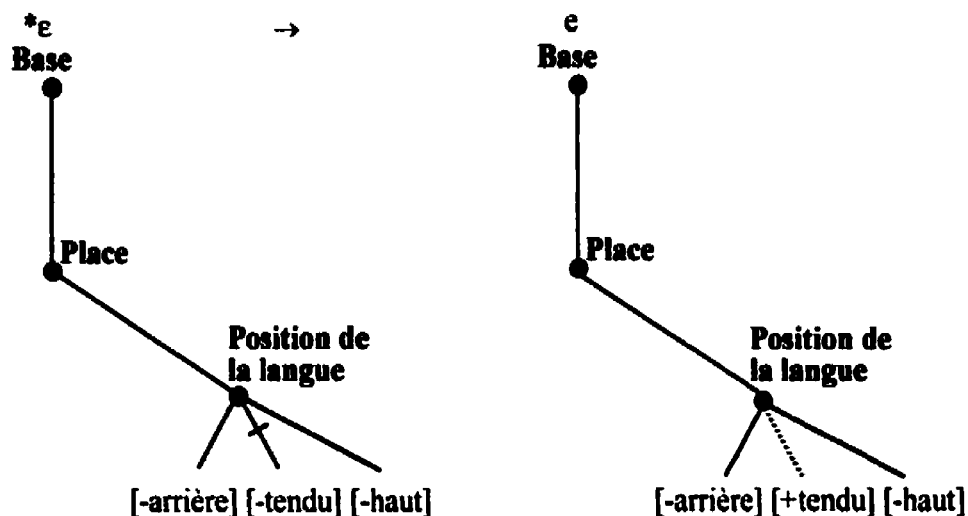 *ε → e
Base Base
Place Place
Position de Position de
la langue la langue
[-arrière] [-tendu] [-haut] [-arrière] [+tendu] [-haut]